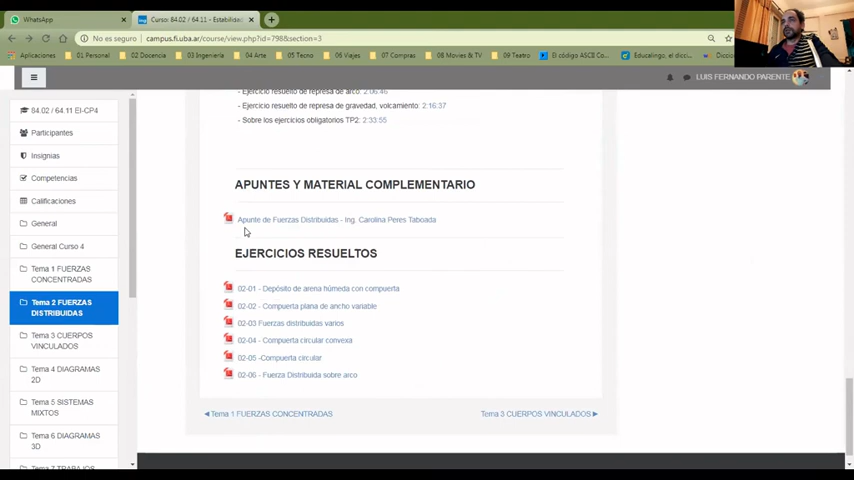 WhatsApp
Curso: 84.02 / 64.11 - Estabilidad
No es seguro campus.fi.uba.ar/course/view.php?id=798&section=3
Aplicaciones 01 Personal 02 Docencia 03 Ingeniería 04 Arte 05 Tecno 06 Viajes 07 Compras 08 Movies & TV 09 Teatro El código ASCII Co... Educalingo, el dicci...
LUIS FERNANDO PARENTE
84.02 / 64.11 EI-CP4
Participantes
Insignias
Competencias
Calificaciones
General
General Curso 4
Tema 1 FUERZAS
CONCENTRADAS
Tema 2 FUERZAS
DISTRIBUIDAS
Tema 3 CUERPOS
VINCULADOS
Tema 4 DIAGRAMAS
2D
Tema 5 SISTEMAS
MIXTOS
Tema 6 DIAGRAMAS
3D
Tema 7 TRABAJOS
- Ejercicio resuelto de represa de arco: 2:06:46
- Ejercicio resuelto de represa de gravedad, volcamiento: 2:16:37
- Sobre los ejercicios obligatorios TP2: 2:33:55
APUNTES Y MATERIAL COMPLEMENTARIO
Apunte de Fuerzas Distribuidas - Ing. Carolina Peres Taboada
EJERCICIOS RESUELTOS
02-01 - Depósito de arena húmeda con compuerta
02-02 - Compuerta plana de ancho variable
02-03 Fuerzas distribuidas varios
02-04 - Compuerta circular convexa
02-05 -Compuerta circular
02-06 - Fuerza Distribuida sobre arco
◀ Tema 1 FUERZAS CONCENTRADAS
Tema 3 CUERPOS VINCULADOS ▶